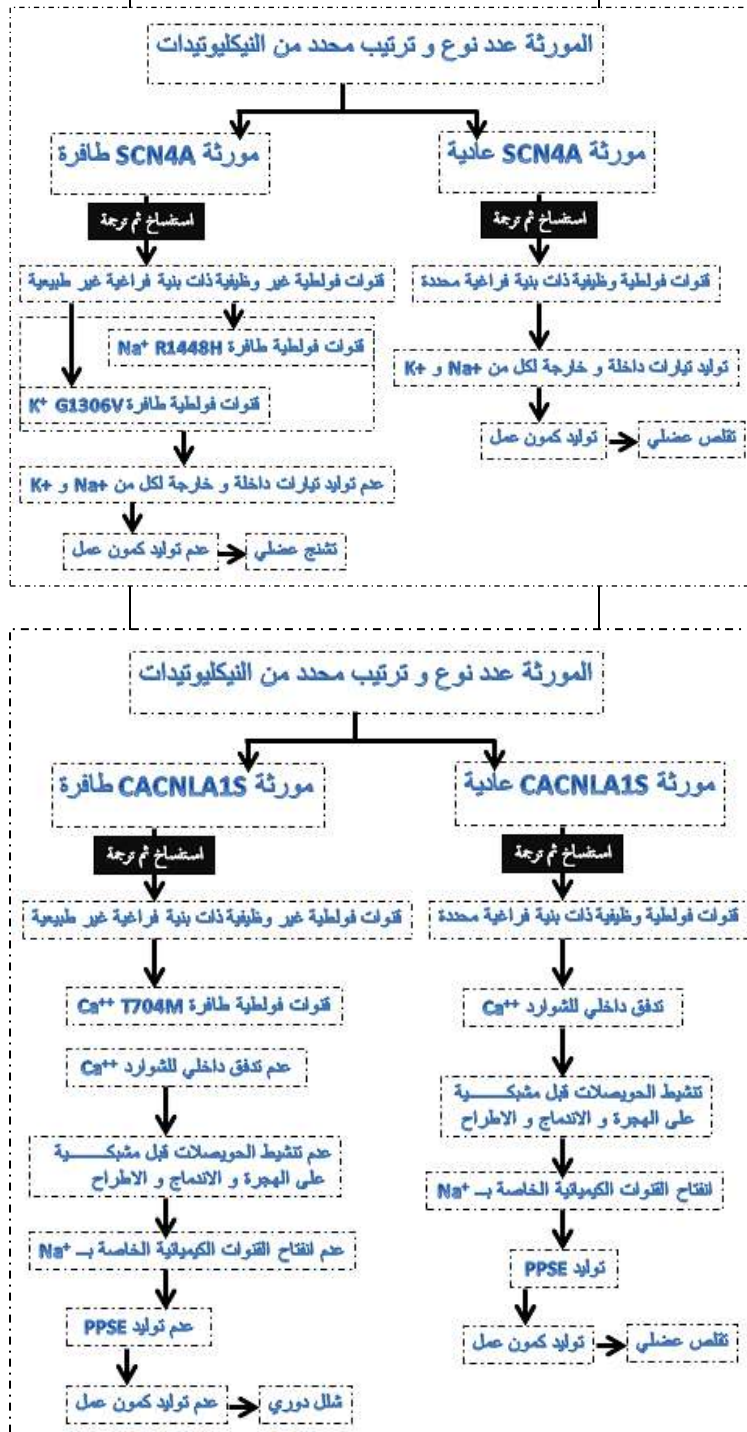 المورثة عدد نوع و ترتيب محدد من النيكليوتيدات
مورثة SCN4A عادية
استنساخ ثم ترجمة
قنوات فولطية وظيفية ذات بنية فراغية محددة
توليد تيارات داخلة و خارجة لكل من Na+ و K+
توليد كمون عمل
تقلص عضلي
مورثة SCN4A طافرة
استنساخ ثم ترجمة
قنوات فولطية غير وظيفية ذات بنية فراغية غير طبيعية
قنوات فولطية طافرة Na⁺ R1448H
قنوات فولطية طافرة K⁺ G1306V
عدم توليد تيارات داخلة و خارجة لكل من Na+ و K+
عدم توليد كمون عمل
تشنج عضلي
المورثة عدد نوع و ترتيب محدد من النيكليوتيدات
مورثة CACNLA1S عادية
استنساخ ثم ترجمة
قنوات فولطية وظيفية ذات بنية فراغية محددة
تدفق داخلي للشوارد Ca⁺⁺
تنشيط الحويصلات قبل مشبكـــــية
على الهجرة و الاندماج و الاطراح
انفتاح القنوات الكيميائية الخاصة بــ Na⁺
توليد PPSE
توليد كمون عمل
تقلص عضلي
مورثة CACNLA1S طافرة
استنساخ ثم ترجمة
قنوات فولطية غير وظيفية ذات بنية فراغية غير طبيعية
قنوات فولطية طافرة Ca⁺⁺ T704M
عدم تدفق داخلي للشوارد Ca⁺⁺
عدم تنشيط الحويصلات قبل مشبكـــــية
على الهجرة و الاندماج و الاطراح
عدم انفتاح القنوات الكيميائية الخاصة بــ Na⁺
عدم توليد PPSE
عدم توليد كمون عمل
شلل دوري